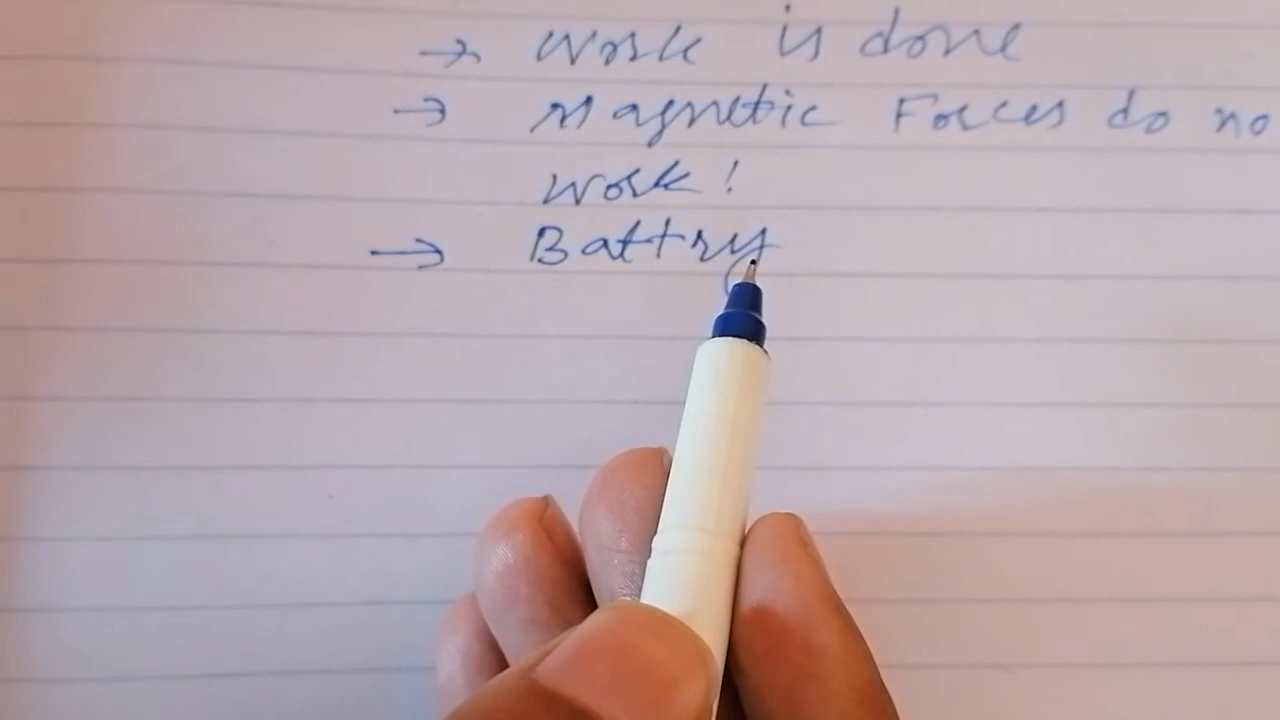 → Work is done
→ Magnetic Forces do no
Work!
→ Battry